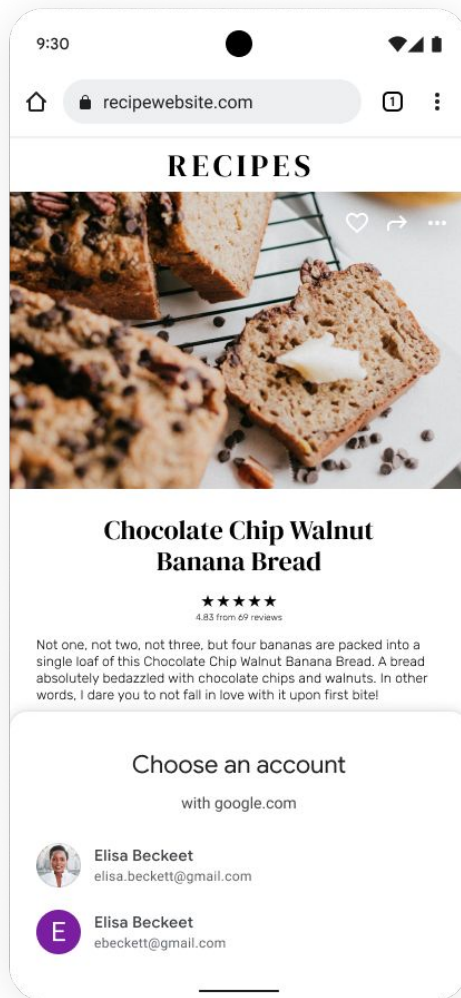 9:30
recipewebsite.com
1
RECIPES
Chocolate Chip Walnut
Banana Bread
★★★★★
4.83 from 69 reviews
Not one, not two, not three, but four bananas are packed into a
single loaf of this Chocolate Chip Walnut Banana Bread. A bread
absolutely bedazzled with chocolate chips and walnuts. In other
words, I dare you to not fall in love with it upon first bite!
Choose an account
with google.com
Elisa Beckeet
elisa.beckett@gmail.com
E
Elisa Beckeet
ebeckett@gmail.com